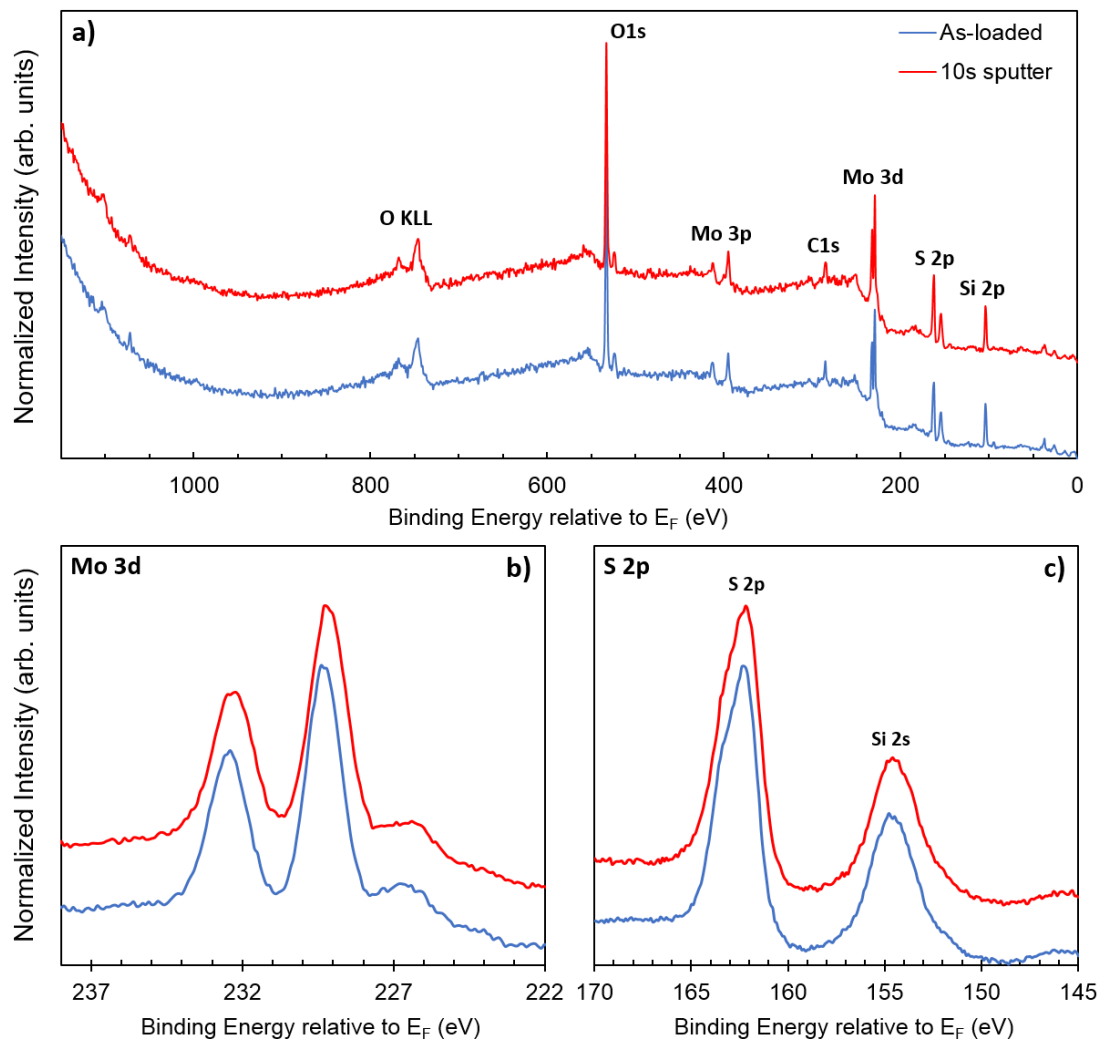 a)
O1s
As-loaded
10s sputter
Mo 3d
O KLL
Mo 3p
C1s
S 2p
Si 2p
Normalized Intensity (arb. units)
1000 800 600 400 200 0
Binding Energy relative to E_F (eV)
Mo 3d b)
Normalized Intensity (arb. units)
237 232 227 222
Binding Energy relative to E_F (eV)
S 2p c)
S 2p
Si 2s
170 165 160 155 150 145
Binding Energy relative to E_F (eV)